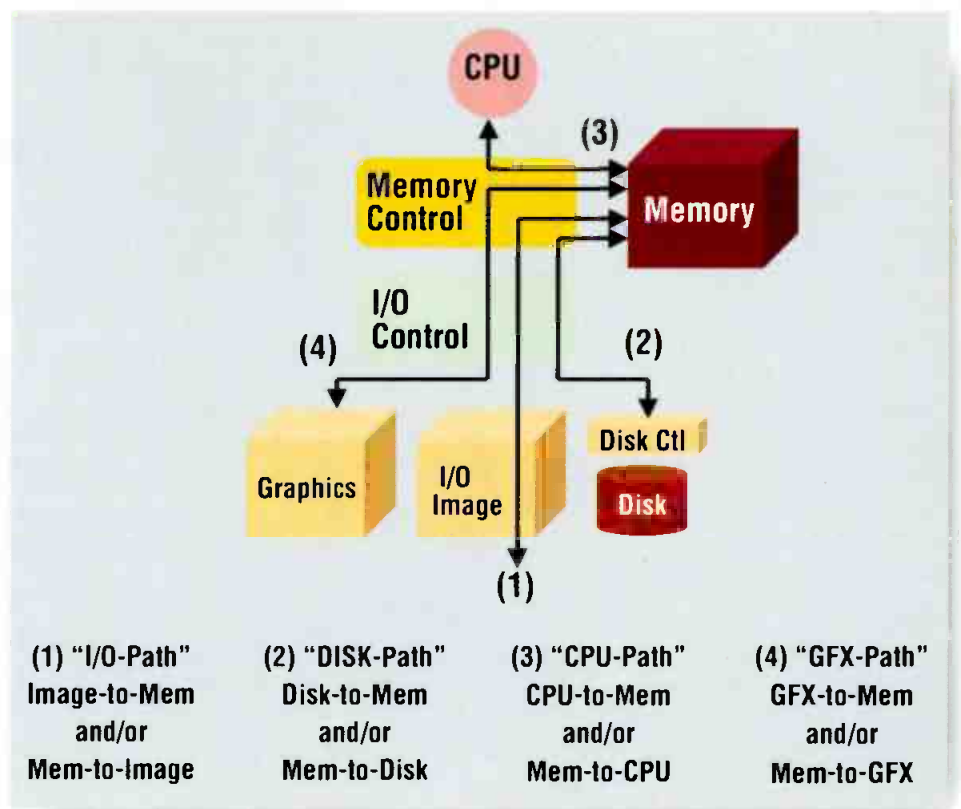 CPU
(3)
Memory
Control
Memory
I/O
Control
(4)
(2)
Graphics
I/O
Image
Disk Ctl
Disk
(1)
(1) “I/O-Path”
Image-to-Mem
and/or
Mem-to-Image
(2) “DISK-Path”
Disk-to-Mem
and/or
Mem-to-Disk
(3) “CPU-Path”
CPU-to-Mem
and/or
Mem-to-CPU
(4) “GFX-Path”
GFX-to-Mem
and/or
Mem-to-GFX